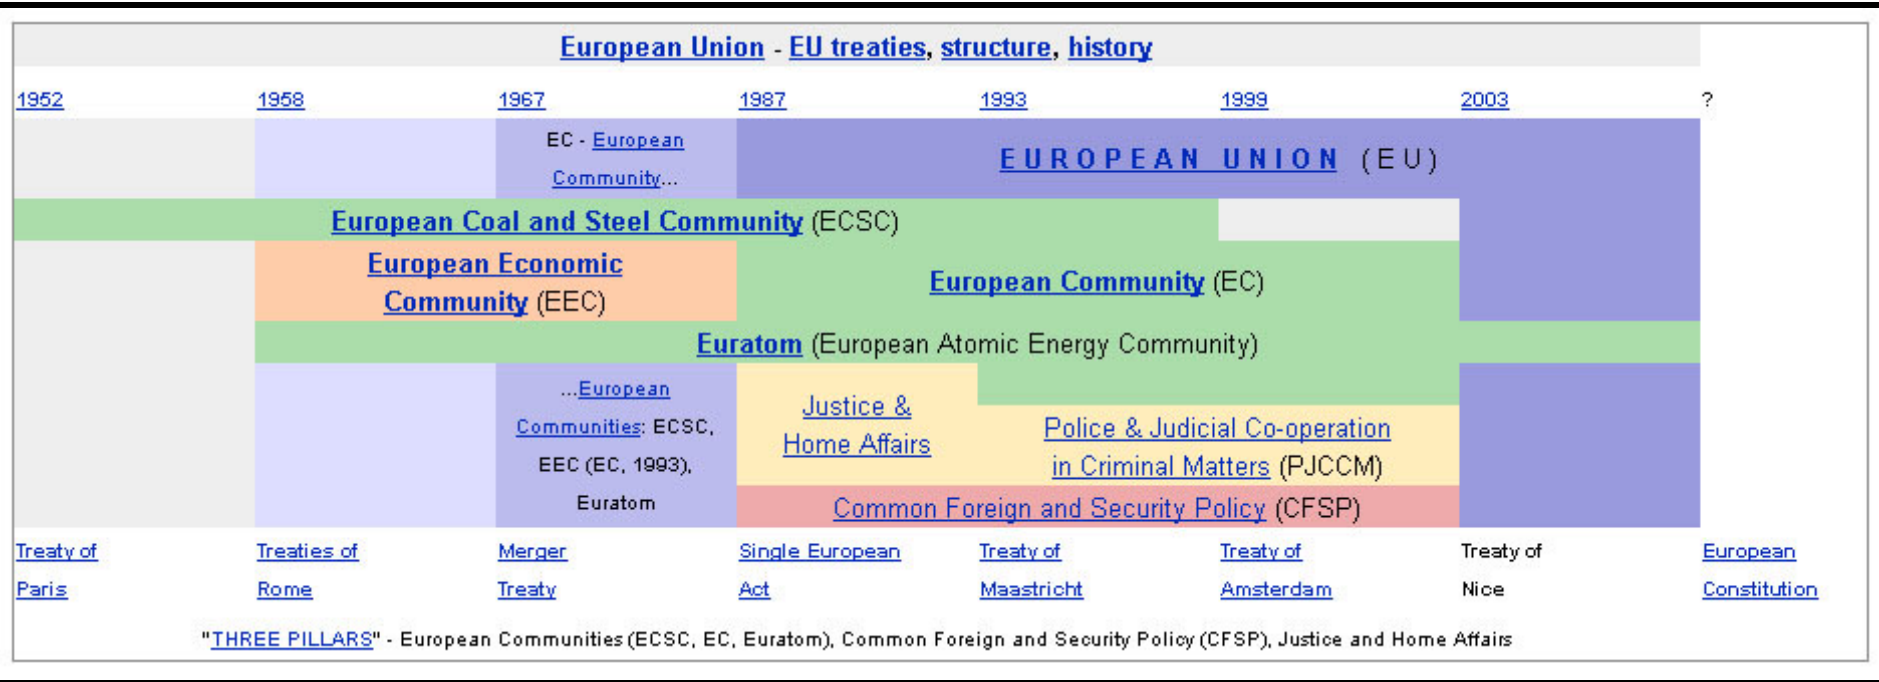 European Union - EU treaties, structure, history
1952 1958 1967 1987 1993 1999 2003 ?
EC - European
Community...
EUROPEAN UNION (EU)
European Coal and Steel Community (ECSC)
European Economic
Community (EEC)
European Community (EC)
Euratom (European Atomic Energy Community)
...European
Communities: ECSC,
EEC (EC, 1993),
Euratom
Justice &
Home Affairs
Police & Judicial Co-operation
in Criminal Matters (PJCCM)
Common Foreign and Security Policy (CFSP)
Treaty of
Paris
Treaties of
Rome
Merger
Treaty
Single European
Act
Treaty of
Maastricht
Treaty of
Amsterdam
Treaty of
Nice
European
Constitution
"THREE PILLARS" - European Communities (ECSC, EC, Euratom), Common Foreign and Security Policy (CFSP), Justice and Home Affairs